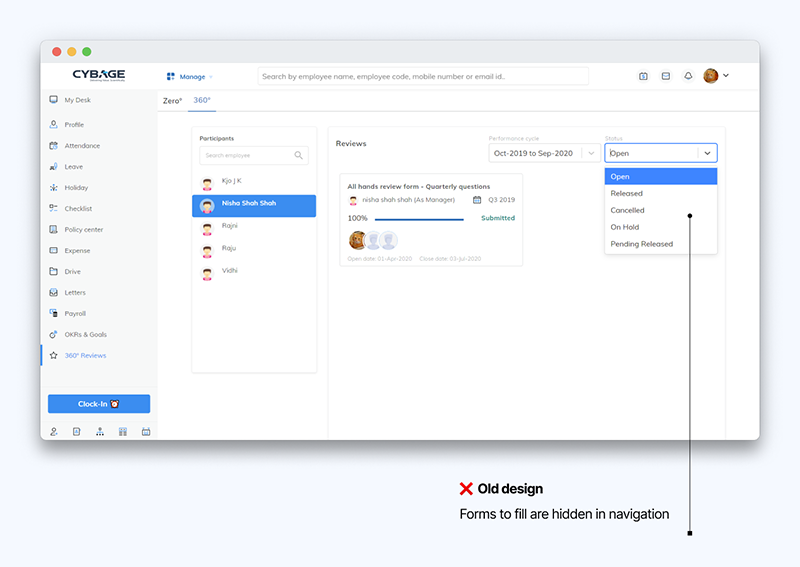 CYBAGE
Manage
Search by employee name, employee code, mobile number or email id..
My Desk
Profile
Attendance
Leave
Holiday
Checklist
Policy center
Expense
Drive
Letters
Payroll
OKRs & Goals
360° Reviews
Clock-In
Zero° 360°
Participants
Search employee
Kjo J K
Nisha Shah Shah
Rajni
Raju
Vidhi
Reviews
Performance cycle
Oct-2019 to Sep-2020
Status
Open
Open
Released
Cancelled
On Hold
Pending Released
All hands review form - Quarterly questions
nisha shah shah (As Manager) Q3 2019
100% Submitted
Open date: 01-Apr-2020 Close date: 03-Jul-2020
Old design
Forms to fill are hidden in navigation